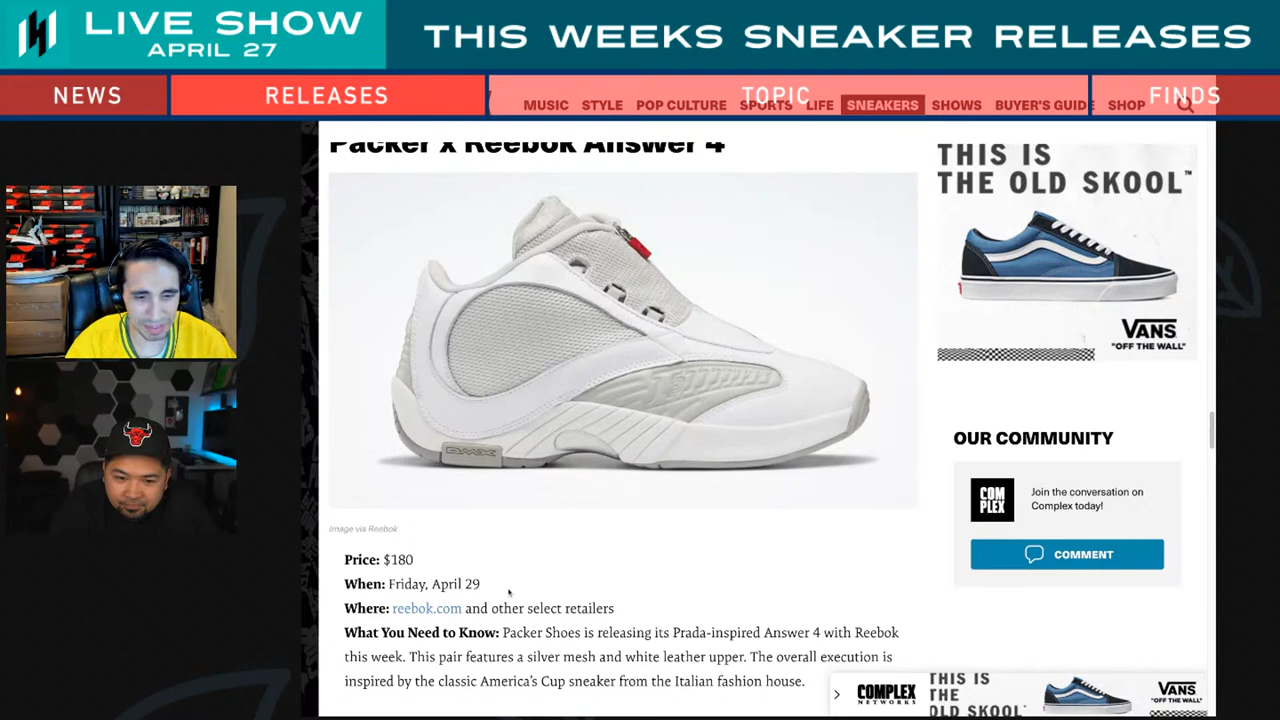 LIVE SHOW
APRIL 27
THIS WEEKS SNEAKER RELEASES
NEWS
RELEASES
TOPIC
FINDS
MUSIC STYLE POP CULTURE SPORTS LIFE SNEAKERS SHOWS BUYER'S GUIDE SHOP
Packer x Reebok Answer 4
DMX
Image via Reebok
Price: $180
When: Friday, April 29
Where: reebok.com and other select retailers
What You Need to Know: Packer Shoes is releasing its Prada-inspired Answer 4 with Reebok
this week. This pair features a silver mesh and white leather upper. The overall execution is
inspired by the classic America's Cup sneaker from the Italian fashion house.
THIS IS
THE OLD SKOOL™
VANS
"OFF THE WALL"
OUR COMMUNITY
COM
PLEX
Join the conversation on
Complex today!
COMMENT
COMPLEX
NETWORKS
THIS IS
THE
OLD SKOOL™
VANS
"OFF THE WALL"